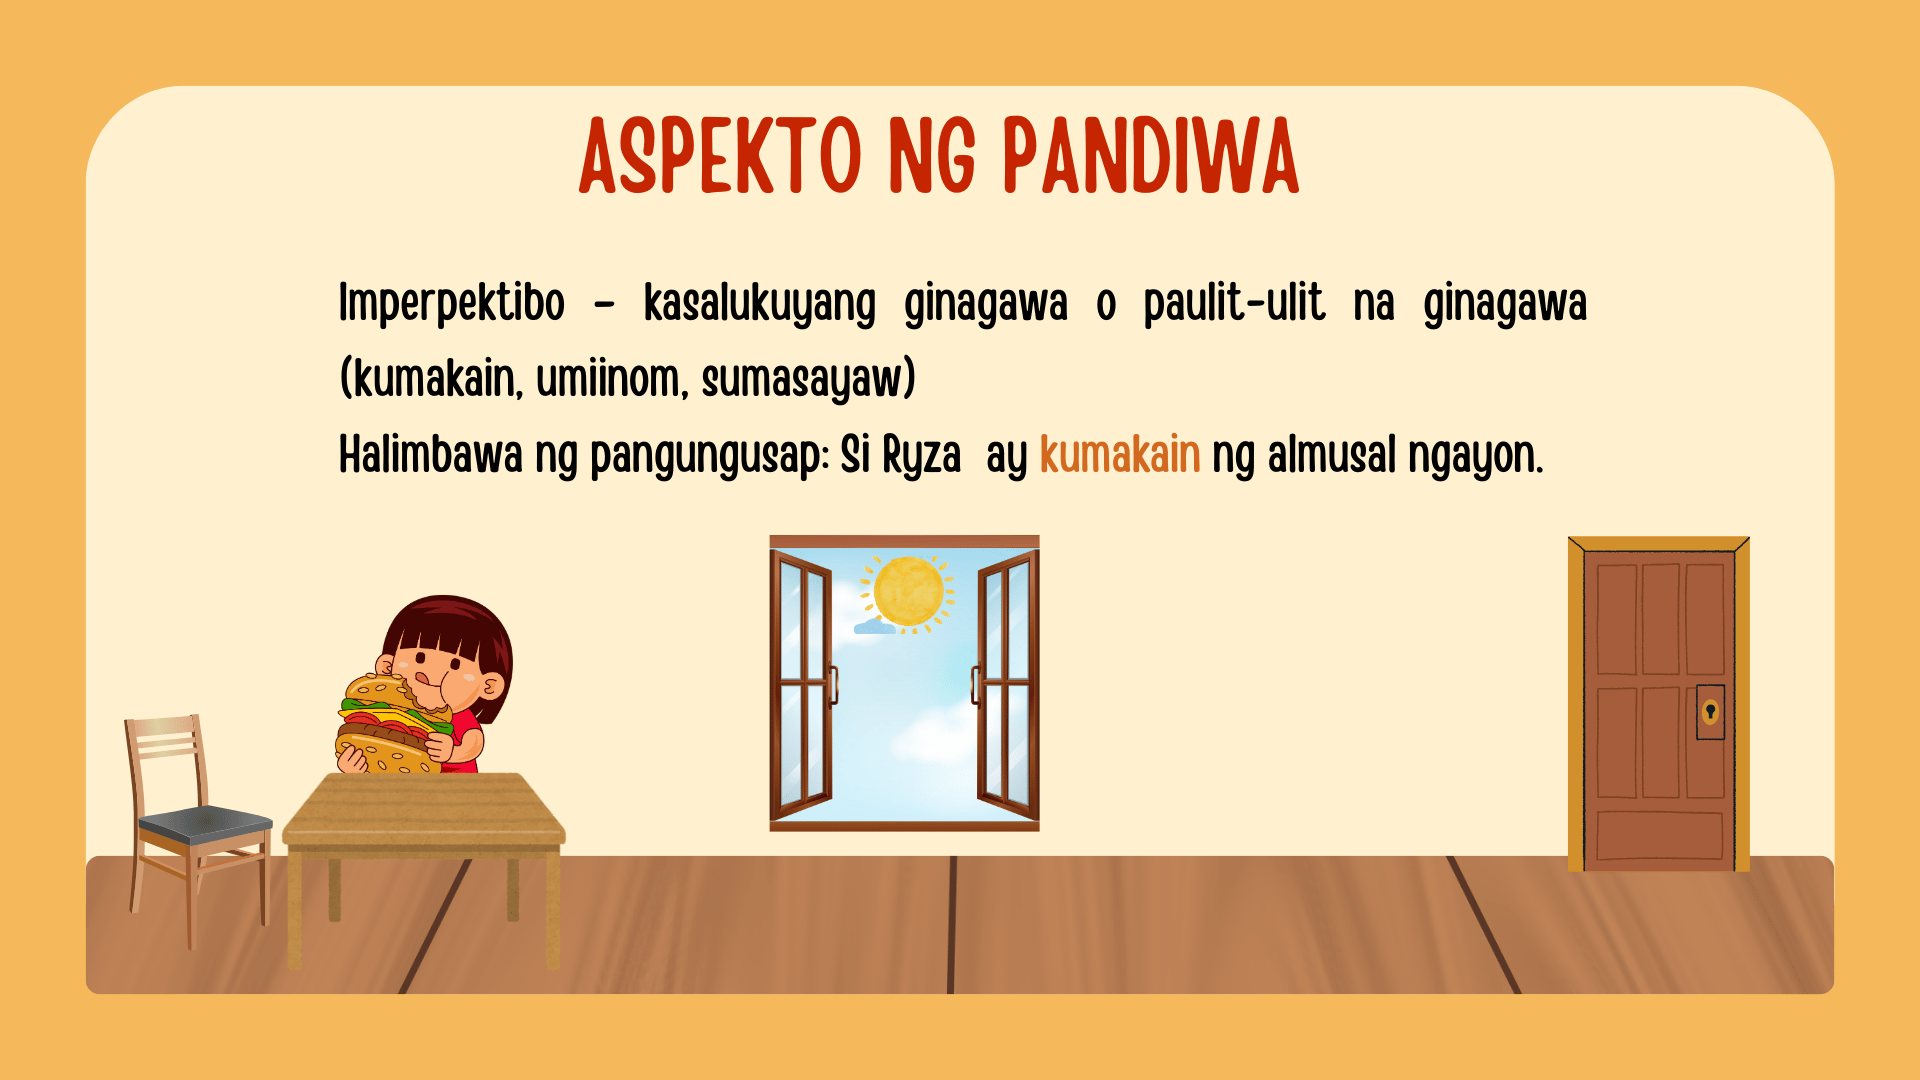 ASPEKTO NG PANDIWA
Imperpektibo - kasalukuyang ginagawa o paulit-ulit na ginagawa
(kumakain, umiinom, sumasayaw)
Halimbawa ng pangungusap: Si Ryza ay kumakain ng almusal ngayon.